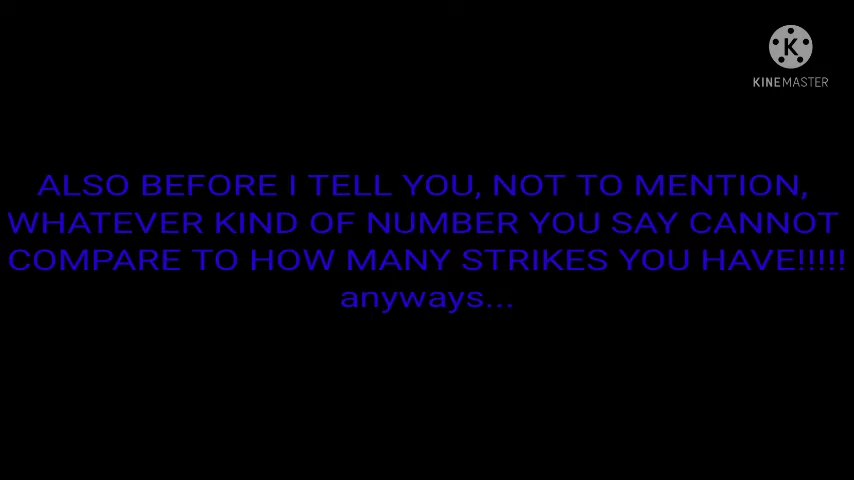 K
KINEMASTER
ALSO BEFORE I TELL YOU, NOT TO MENTION,
WHATEVER KIND OF NUMBER YOU SAY CANNOT
COMPARE TO HOW MANY STRIKES YOU HAVE!!!!!
anyways...